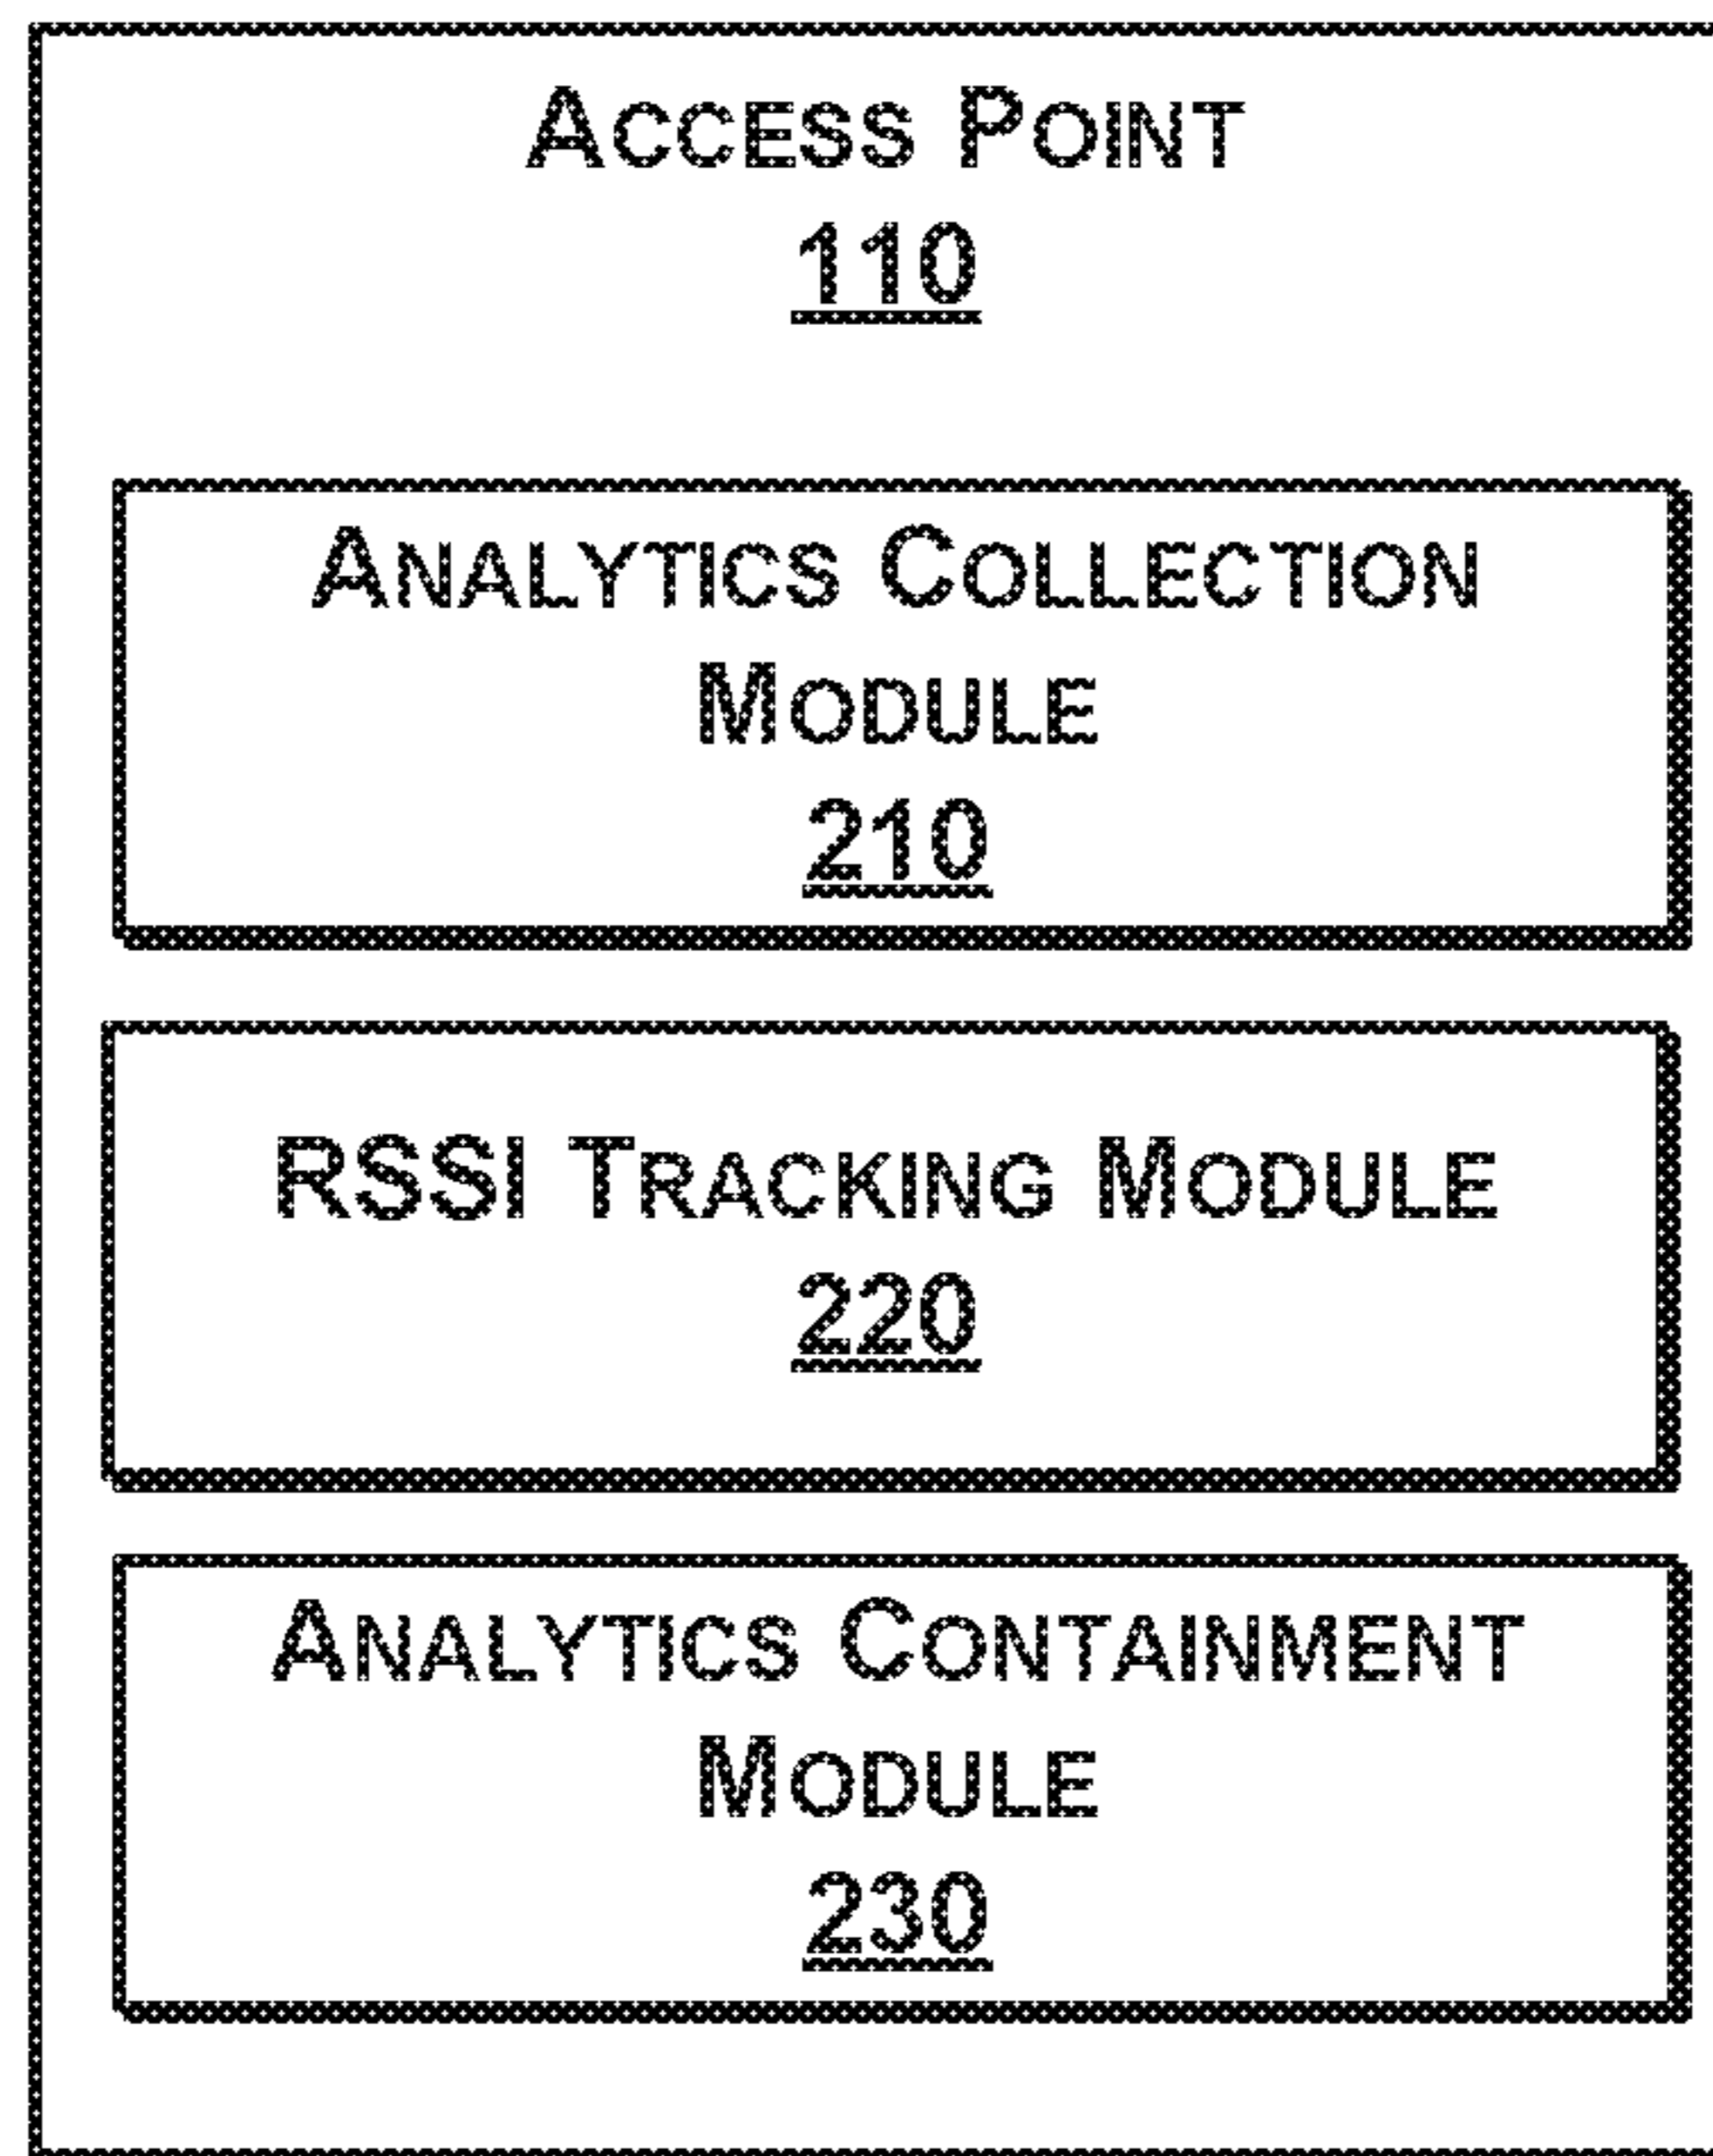 ACCESS POINT
110
ANALYTICS COLLECTION
MODULE
210
RSSI TRACKING MODULE
220
ANALYTICS CONTAINMENT
MODULE
230